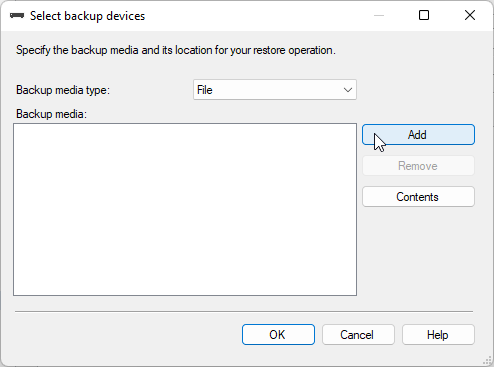 Select backup devices
Specify the backup media and its location for your restore operation.
Backup media type:
File
Backup media:
Add
Remove
Contents
OK
Cancel
Help